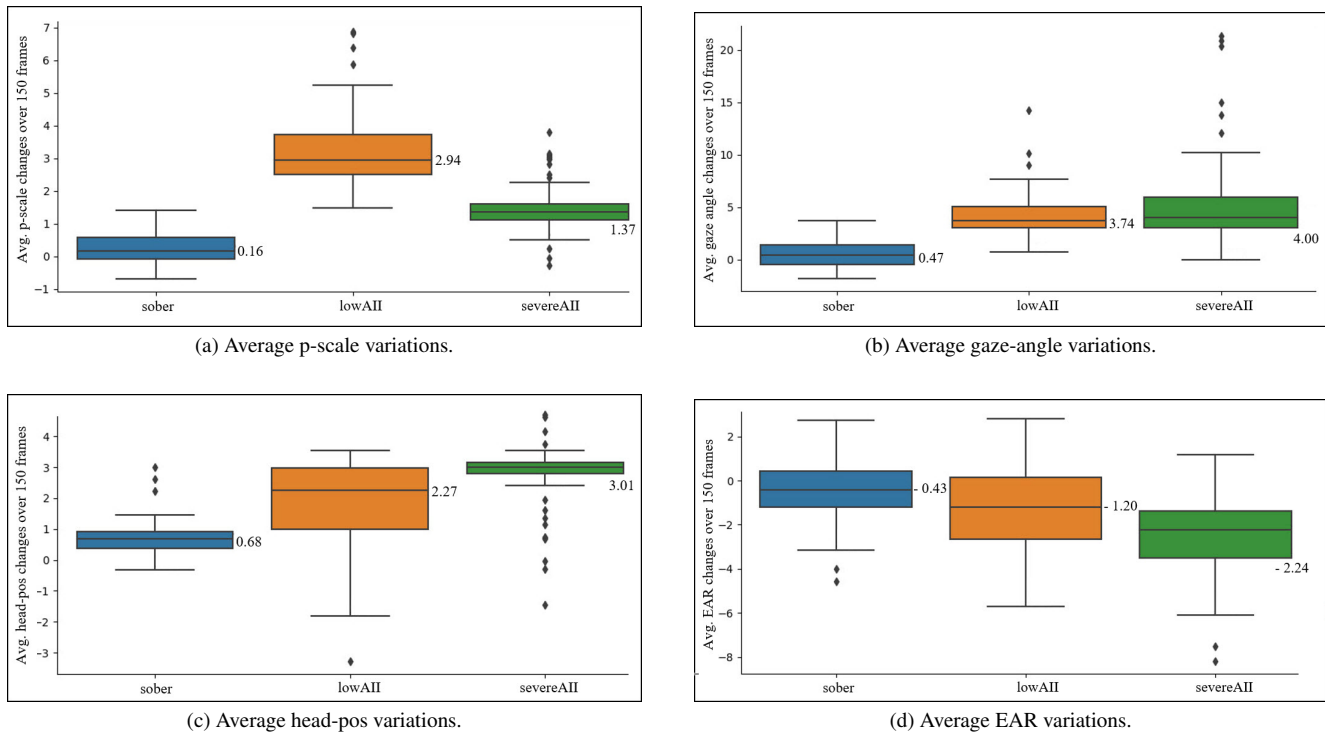 Avg. p-scale changes over 150 frames
7
6
5
4
3
2
1
0
−1
2.94
1.37
0.16
sober
lowAII
severeAII
(a) Average p-scale variations.
Avg. gaze angle changes over 150 frames
20
15
10
5
0
3.74
4.00
0.47
sober
lowAII
severeAII
(b) Average gaze-angle variations.
Avg. head-pos changes over 150 frames
4
3
2
1
0
−1
−2
−3
0.68
2.27
3.01
sober
lowAII
severeAII
(c) Average head-pos variations.
Avg. EAR changes over 150 frames
2
0
−2
−4
−6
−8
- 0.43
- 1.20
- 2.24
sober
lowAII
severeAII
(d) Average EAR variations.